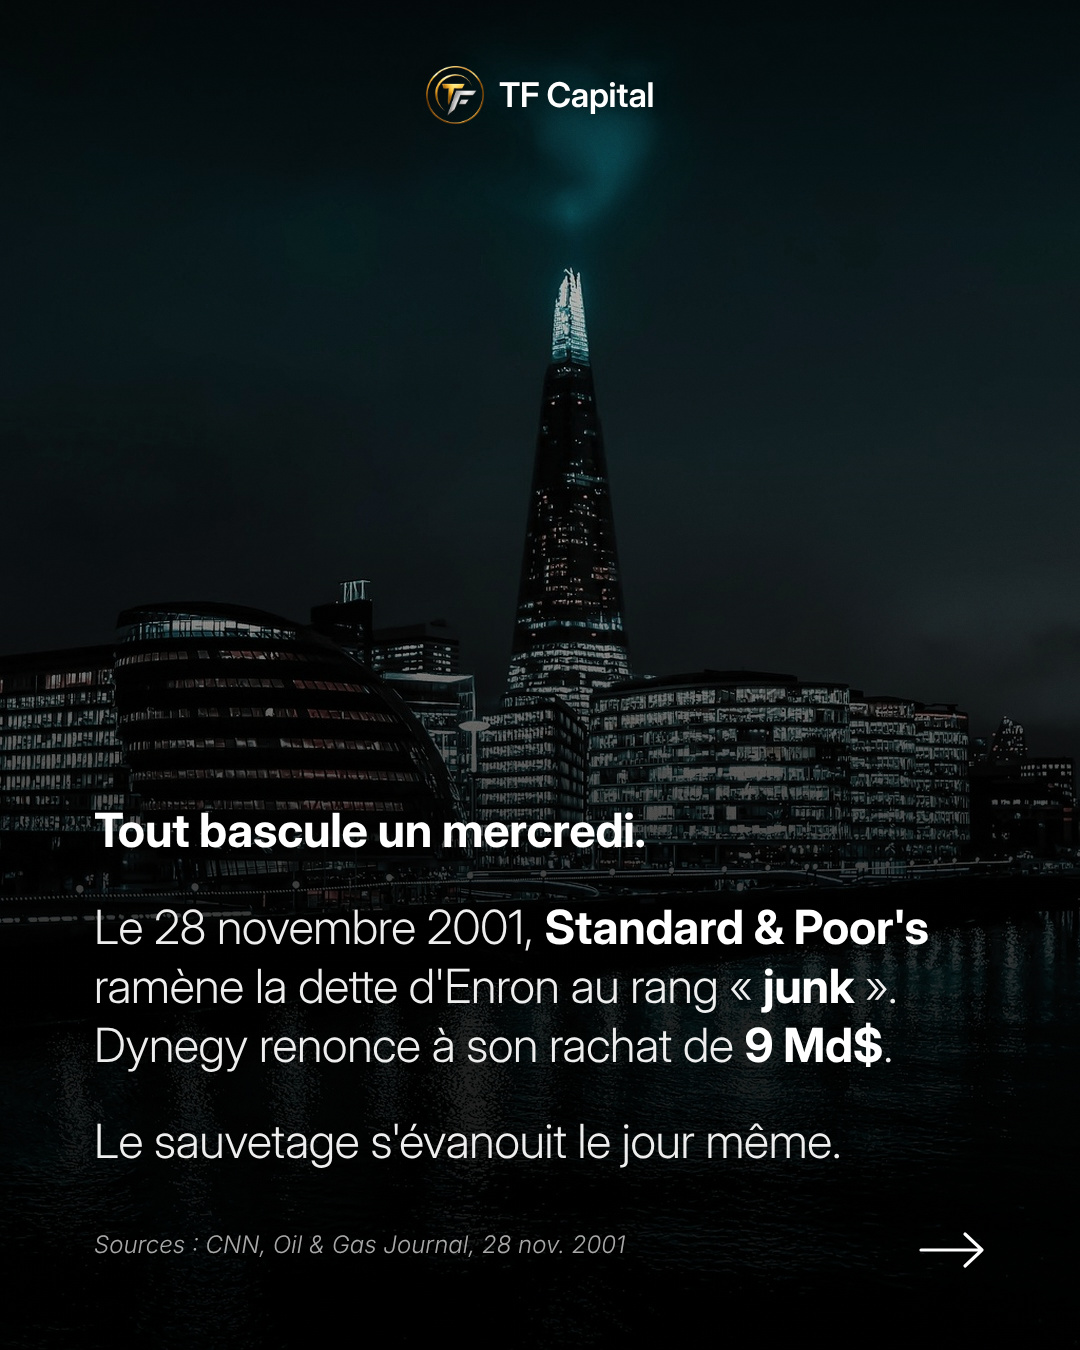 TF Capital
Tout bascule un mercredi.
Le 28 novembre 2001, Standard & Poor's
ramène la dette d'Enron au rang « junk ».
Dynegy renonce à son rachat de 9 Md$.
Le sauvetage s'évanouit le jour même.
Sources : CNN, Oil & Gas Journal, 28 nov. 2001